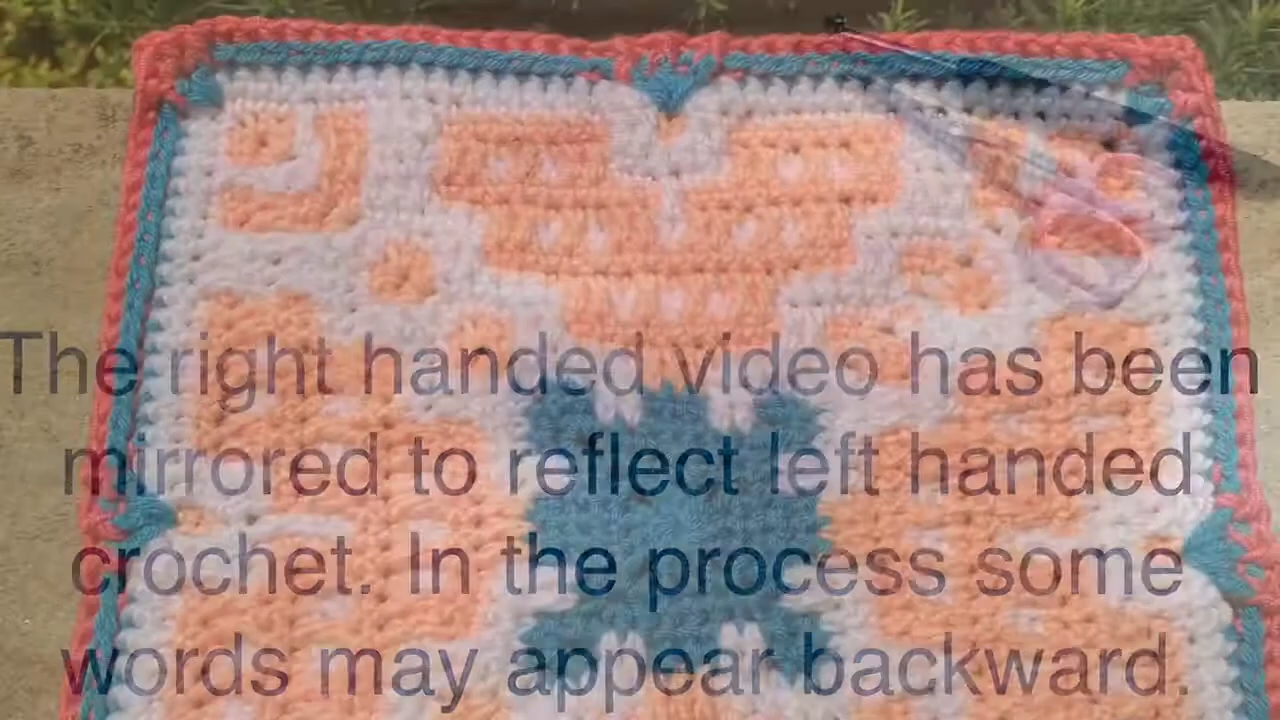 The right handed video has been
mirrored to reflect left handed
crochet. In the process some
words may appear backward.